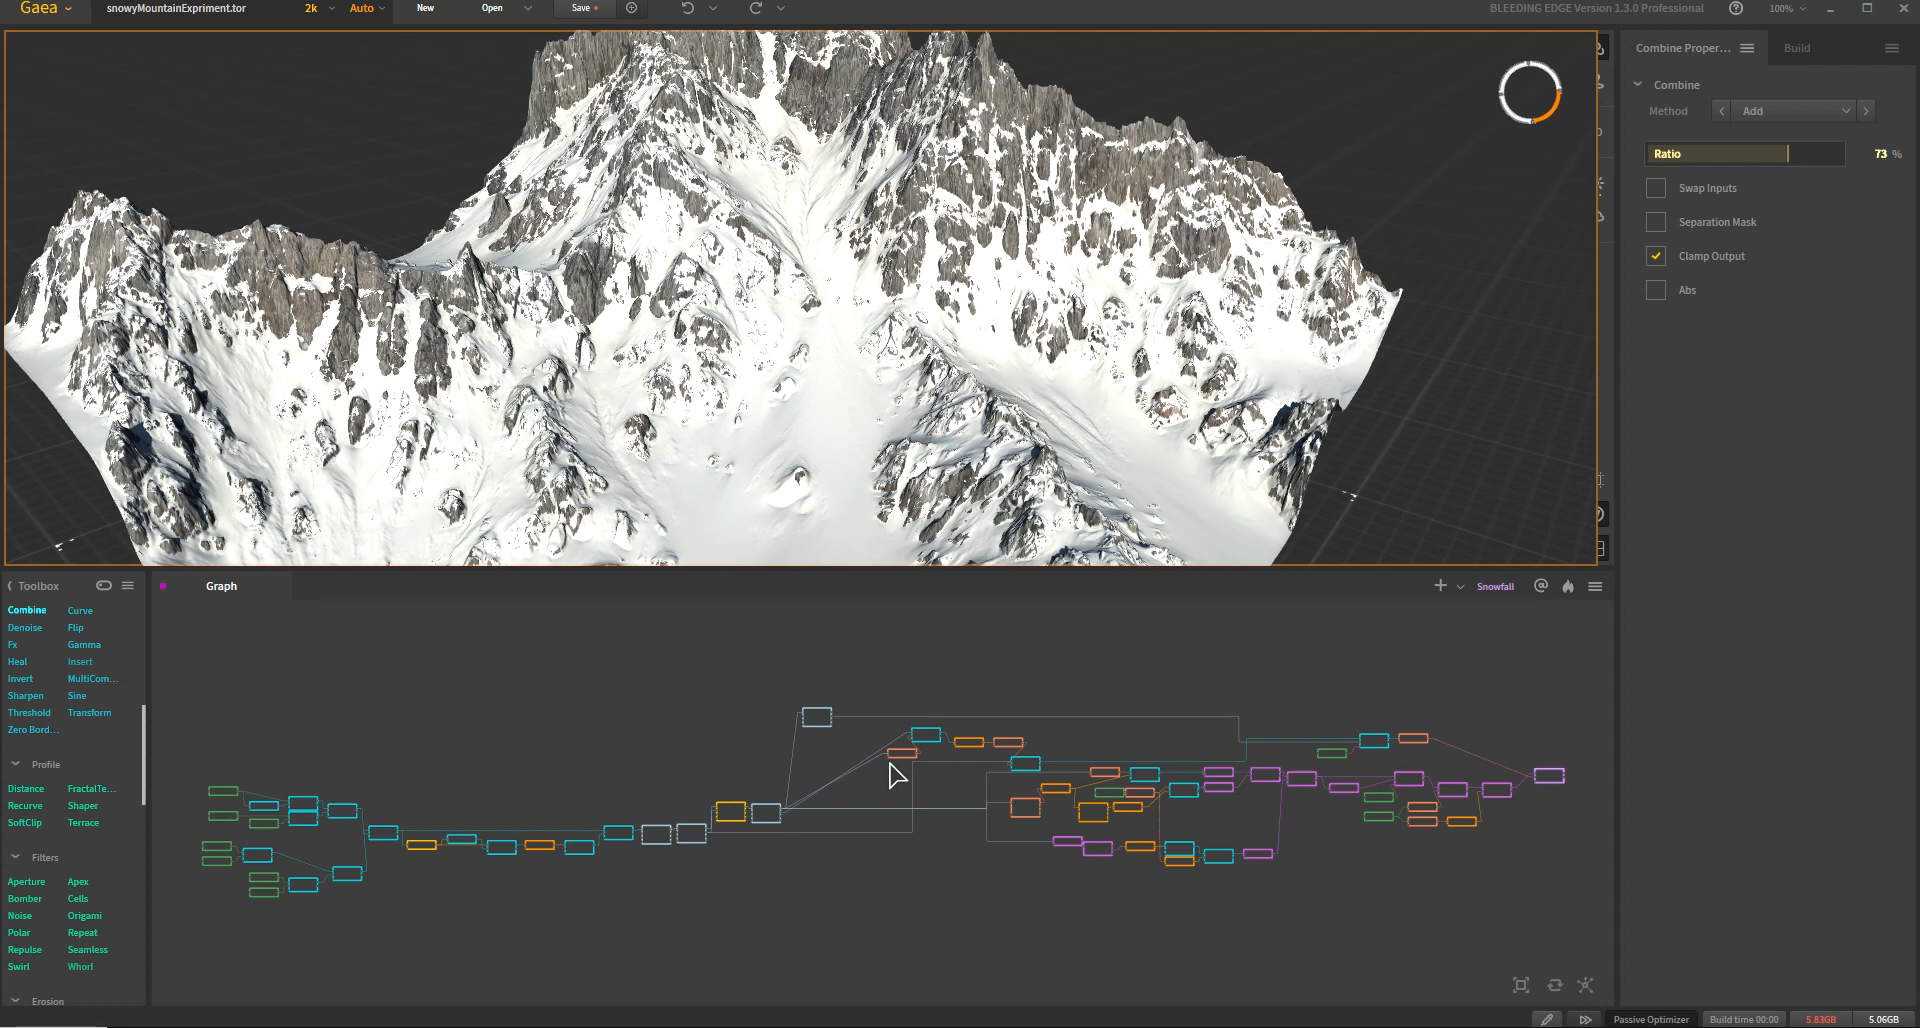 Gaea
snowyMountainExpriment.tor
2k
Auto
New
Open
Save
BLEEDING EDGE Version 1.3.0 Professional
100%
Combine Proper...
Build
Combine
Method
Add
Ratio
73 %
Swap Inputs
Separation Mask
Clamp Output
Abs
Toolbox
Graph
Snowfall
Combine Curve
Denoise Flip
Fx Gamma
Heal Insert
Invert MultiCom...
Sharpen Sine
Threshold Transform
Zero Bord...
Profile
Distance FractalTe...
Recurve Shaper
SoftClip Terrace
Filters
Aperture Apex
Bomber Cells
Noise Origami
Polar Repeat
Repulse Seamless
Swirl Whorl
Erosion
Passive Optimizer
Build time 00:00
5.83GB
5.06GB